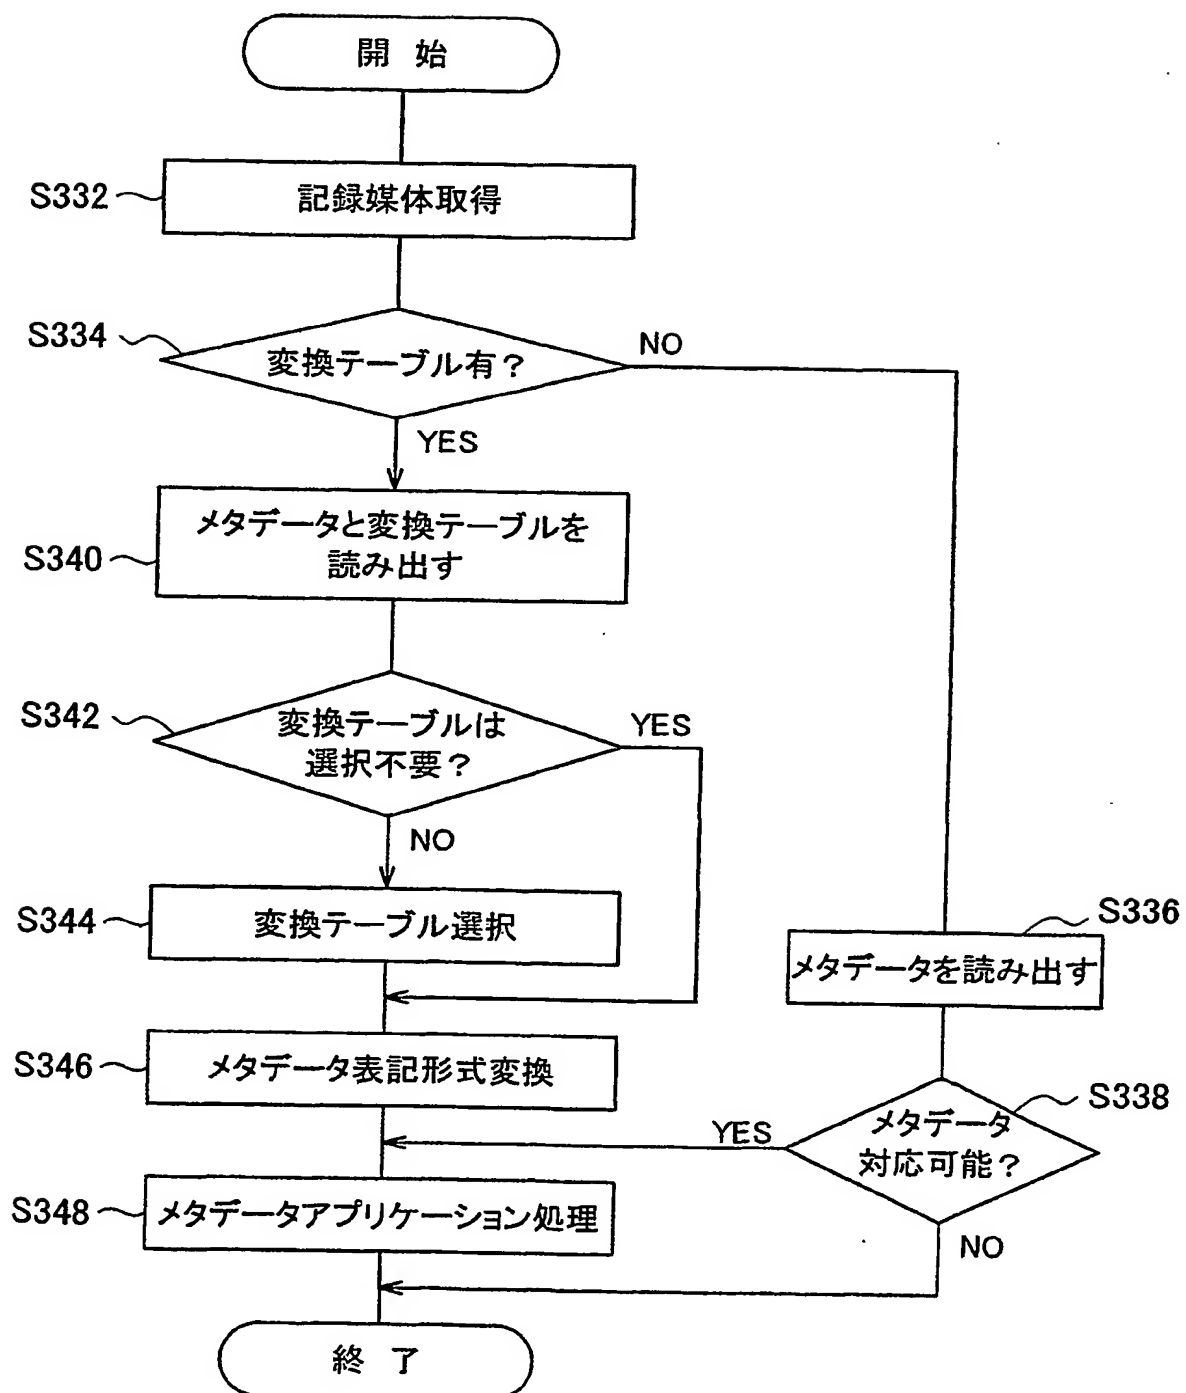 開 始
S332
記録媒体取得
S334
変換テーブル有?
NO
YES
S340
メタデータと変換テーブルを
読み出す
S342
変換テーブルは
選択不要?
YES
NO
S344
変換テーブル選択
S336
メタデータを読み出す
S346
メタデータ表記形式変換
S338
メタデータ
対応可能?
YES
NO
S348
メタデータアプリケーション処理
終 了